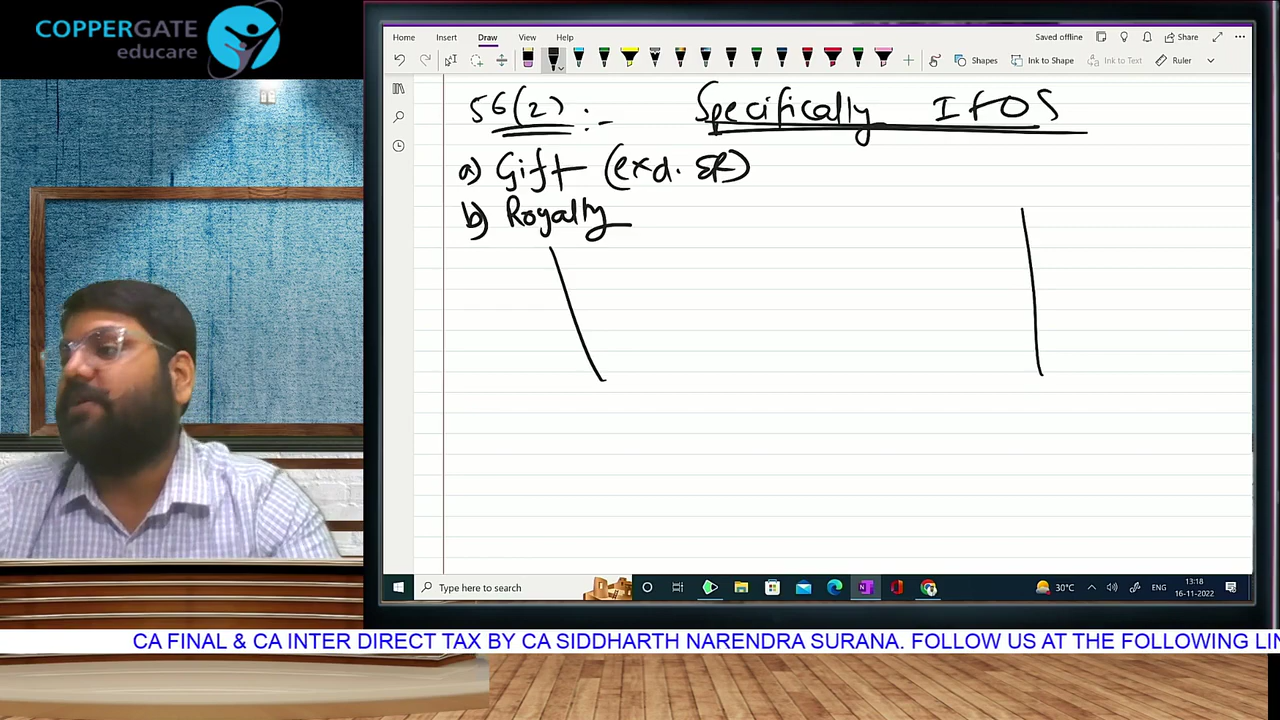 COPPERGATE
educare
Home Insert Draw View Help
Saved offline
Share
Shapes
Ink to Shape
Ink to Text
Ruler
56(2) :- Specifically IFOS
a) Gift (exd. SR)
b) Royalty
Type here to search
30°C
ENG
13:18
16-11-2022
CA FINAL & CA INTER DIRECT TAX BY CA SIDDHARTH NARENDRA SURANA. FOLLOW US AT THE FOLLOWING LIN